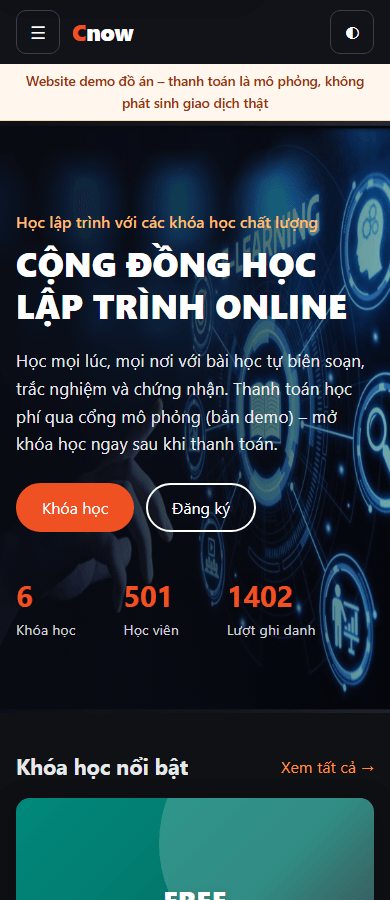 ☰ Cnow
Website demo đồ án – thanh toán là mô phỏng, không
phát sinh giao dịch thật
E-LEARNING
Học lập trình với các khóa học chất lượng
CỘNG ĐỒNG HỌC
LẬP TRÌNH ONLINE
Học mọi lúc, mọi nơi với bài học tự biên soạn,
trắc nghiệm và chứng nhận. Thanh toán học
phí qua cổng mô phỏng (bản demo) – mở
khóa học ngay sau khi thanh toán.
Khóa học Đăng ký
6 501 1402
Khóa học Học viên Lượt ghi danh
Khóa học nổi bật Xem tất cả →
FREE